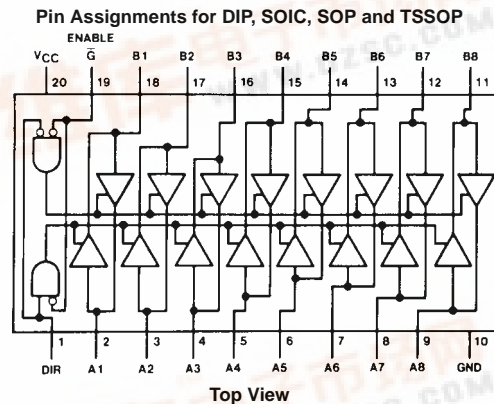 Pin Assignments for DIP, SOIC, SOP and TSSOP
ENABLE
VCC G̅ B1 B2 B3 B4 B5 B6 B7 B8
20 19 18 17 16 15 14 13 12 11
1 2 3 4 5 6 7 8 9 10
DIR A1 A2 A3 A4 A5 A6 A7 A8 GND
Top View